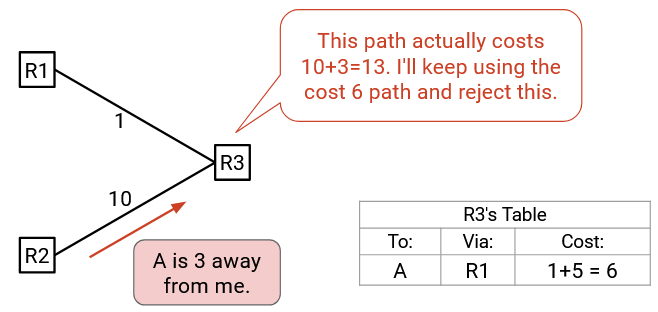 This path actually costs
10+3=13. I'll keep using the
cost 6 path and reject this.
R1
1
R3
10
R2
A is 3 away
from me.
R3's Table
To: Via: Cost:
A R1 1+5 = 6